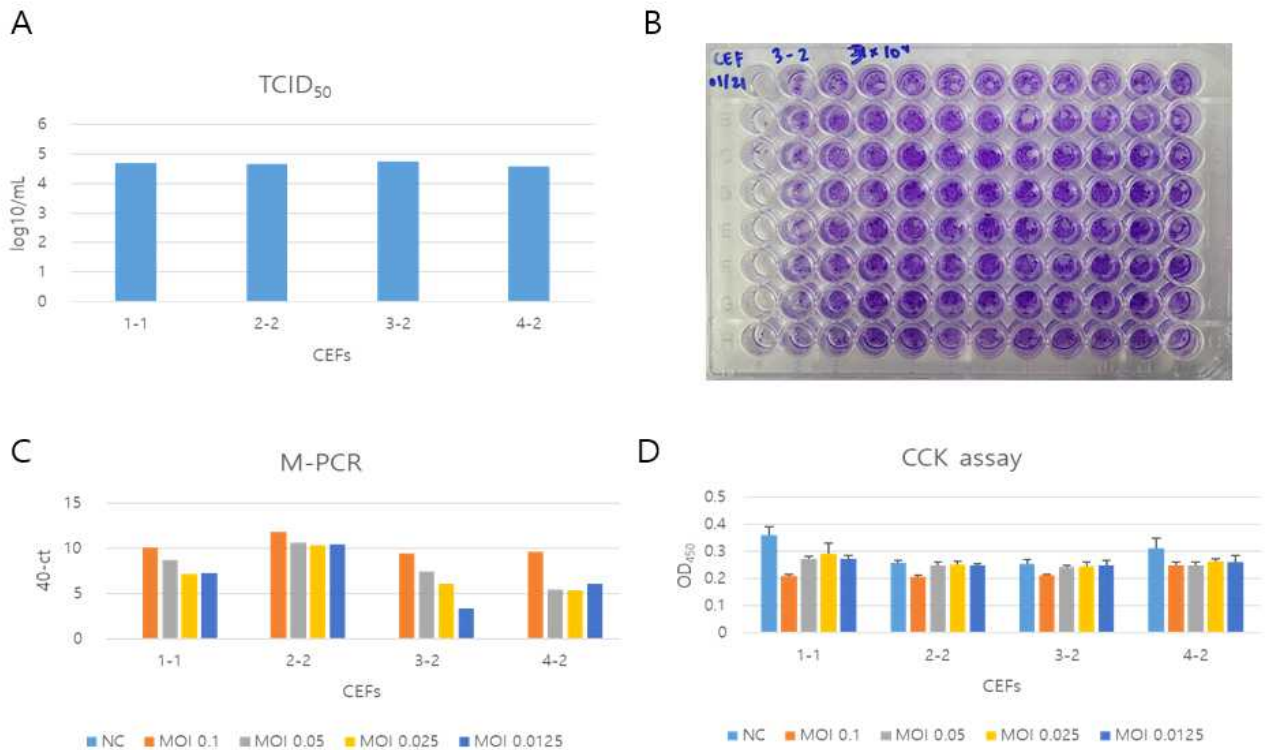 A
TCID50
6
5
4
3
2
1
0
log10/mL
1-1 2-2 3-2 4-2
CEFs
B
CEF 3-2
01/21
C
M-PCR
15
10
5
0
40-ct
1-1 2-2 3-2 4-2
CEFs
NC MOI 0.1 MOI 0.05 MOI 0.025 MOI 0.0125
D
CCK assay
0.5
0.4
0.3
0.2
0.1
0
OD450
1-1 2-2 3-2 4-2
CEFs
NC MOI 0.1 MOI 0.05 MOI 0.025 MOI 0.0125